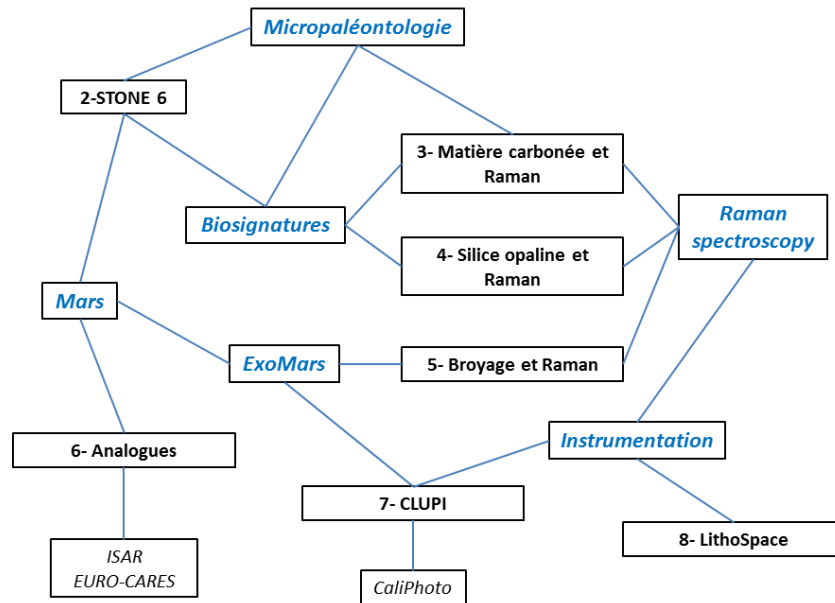 Micropaléontologie
2-STONE 6
3- Matière carbonée et
Raman
Biosignatures
Raman
spectroscopy
4- Silice opaline et
Raman
Mars
ExoMars
5- Broyage et Raman
6- Analogues
Instrumentation
7- CLUPI
8- LithoSpace
ISAR
EURO-CARES
CaliPhoto